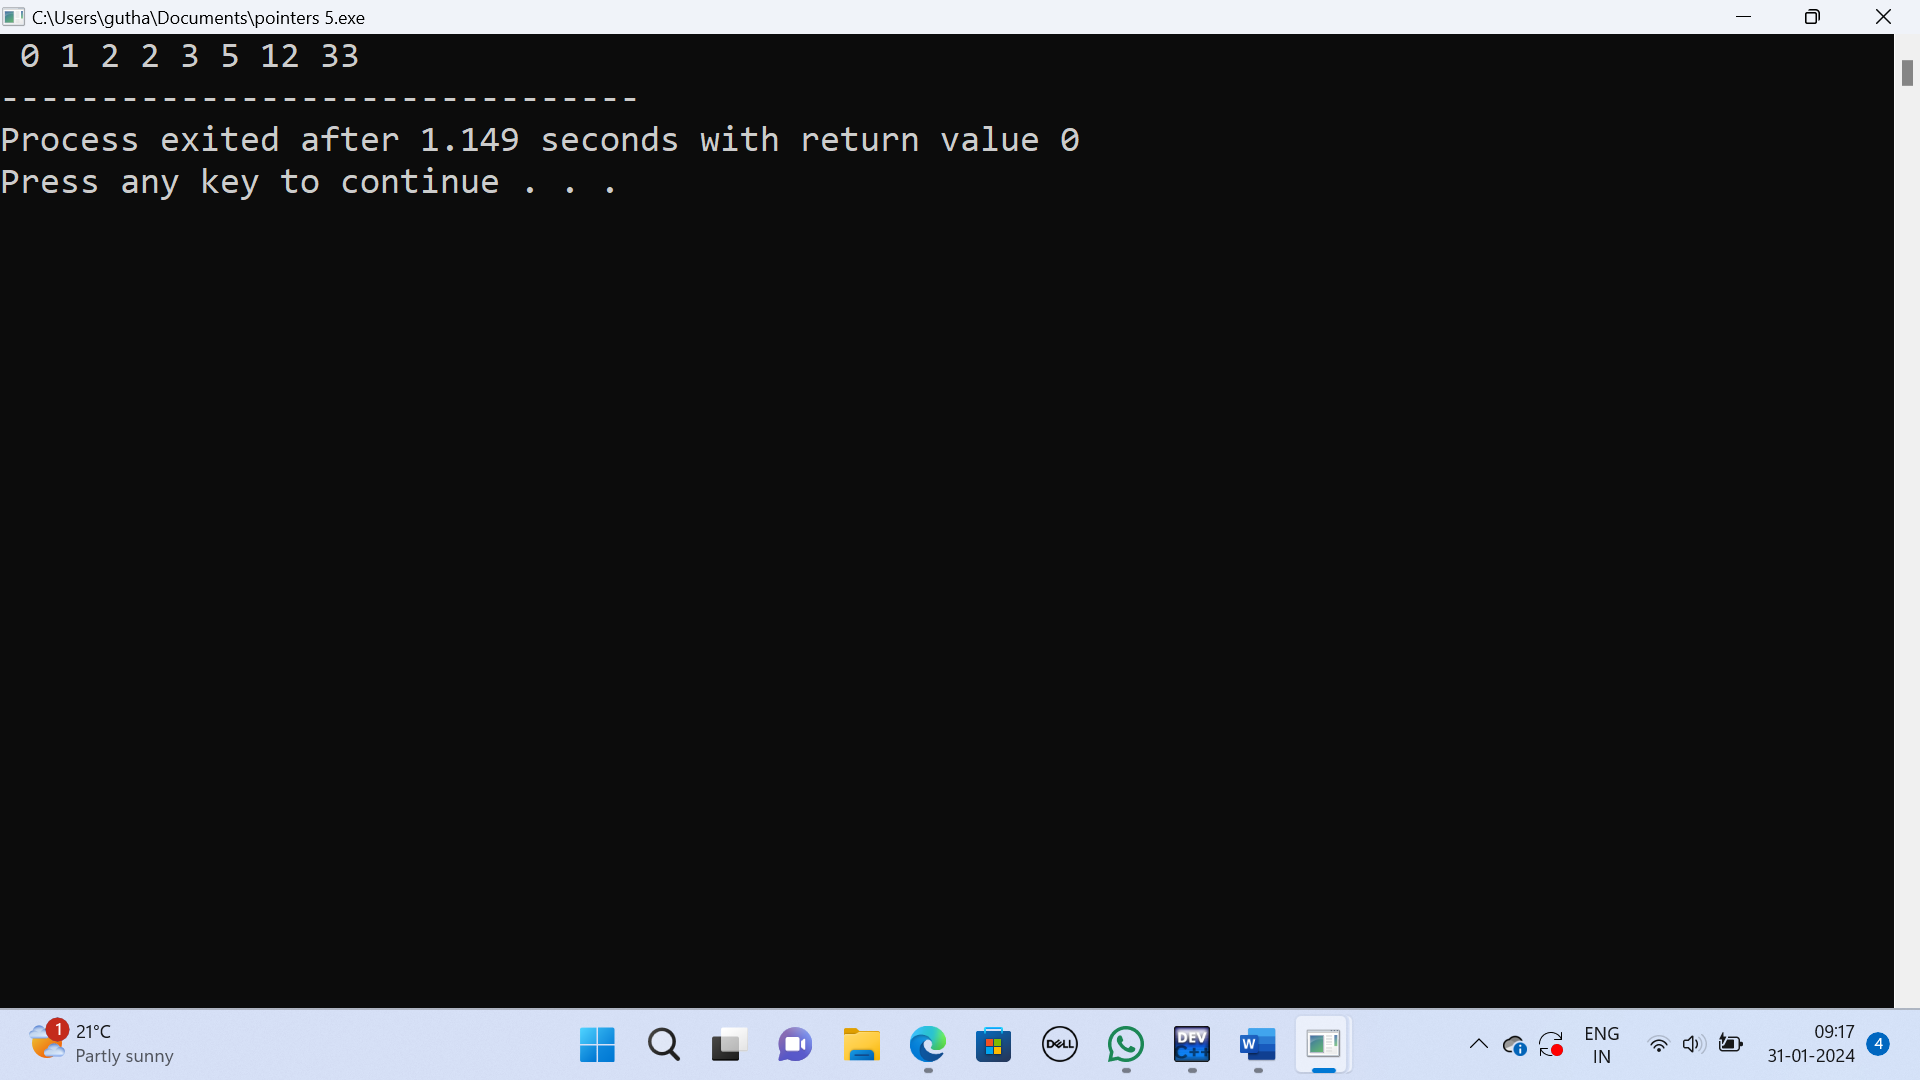 C:\Users\gutha\Documents\pointers 5.exe
0 1 2 2 3 5 12 33
--------------------------------
Process exited after 1.149 seconds with return value 0
Press any key to continue . . .
1
21°C
Partly sunny
DELL
DEV
C++
W
ENG
IN
09:17
31-01-2024
4